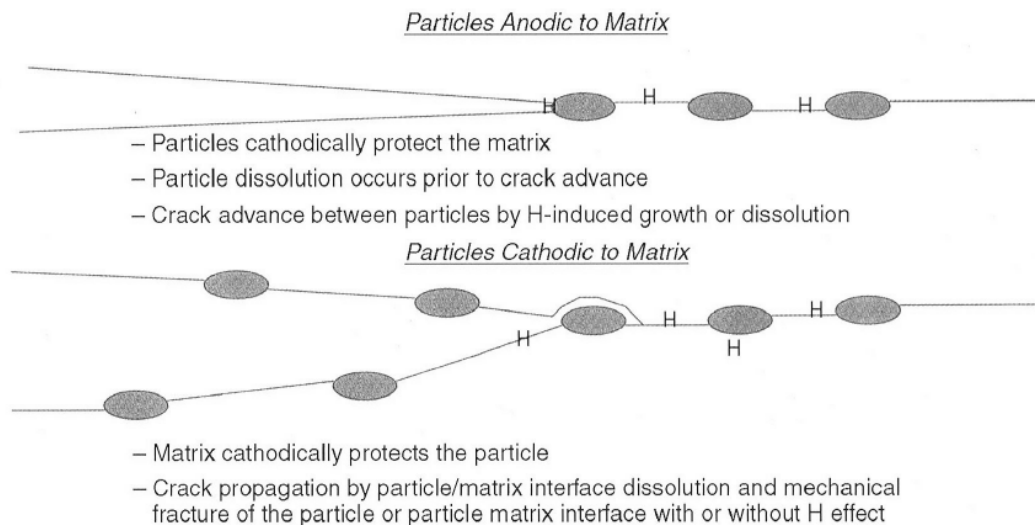 Particles Anodic to Matrix
H H H
– Particles cathodically protect the matrix
– Particle dissolution occurs prior to crack advance
– Crack advance between particles by H-induced growth or dissolution
Particles Cathodic to Matrix
H H H
H
– Matrix cathodically protects the particle
– Crack propagation by particle/matrix interface dissolution and mechanical
fracture of the particle or particle matrix interface with or without H effect